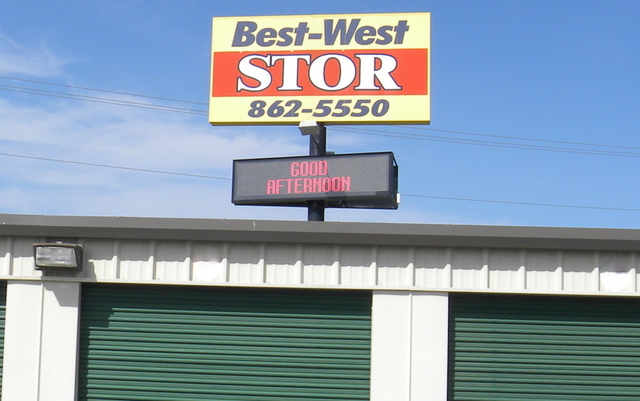 Best-West
STOR
862-5550
GOOD
AFTERNOON